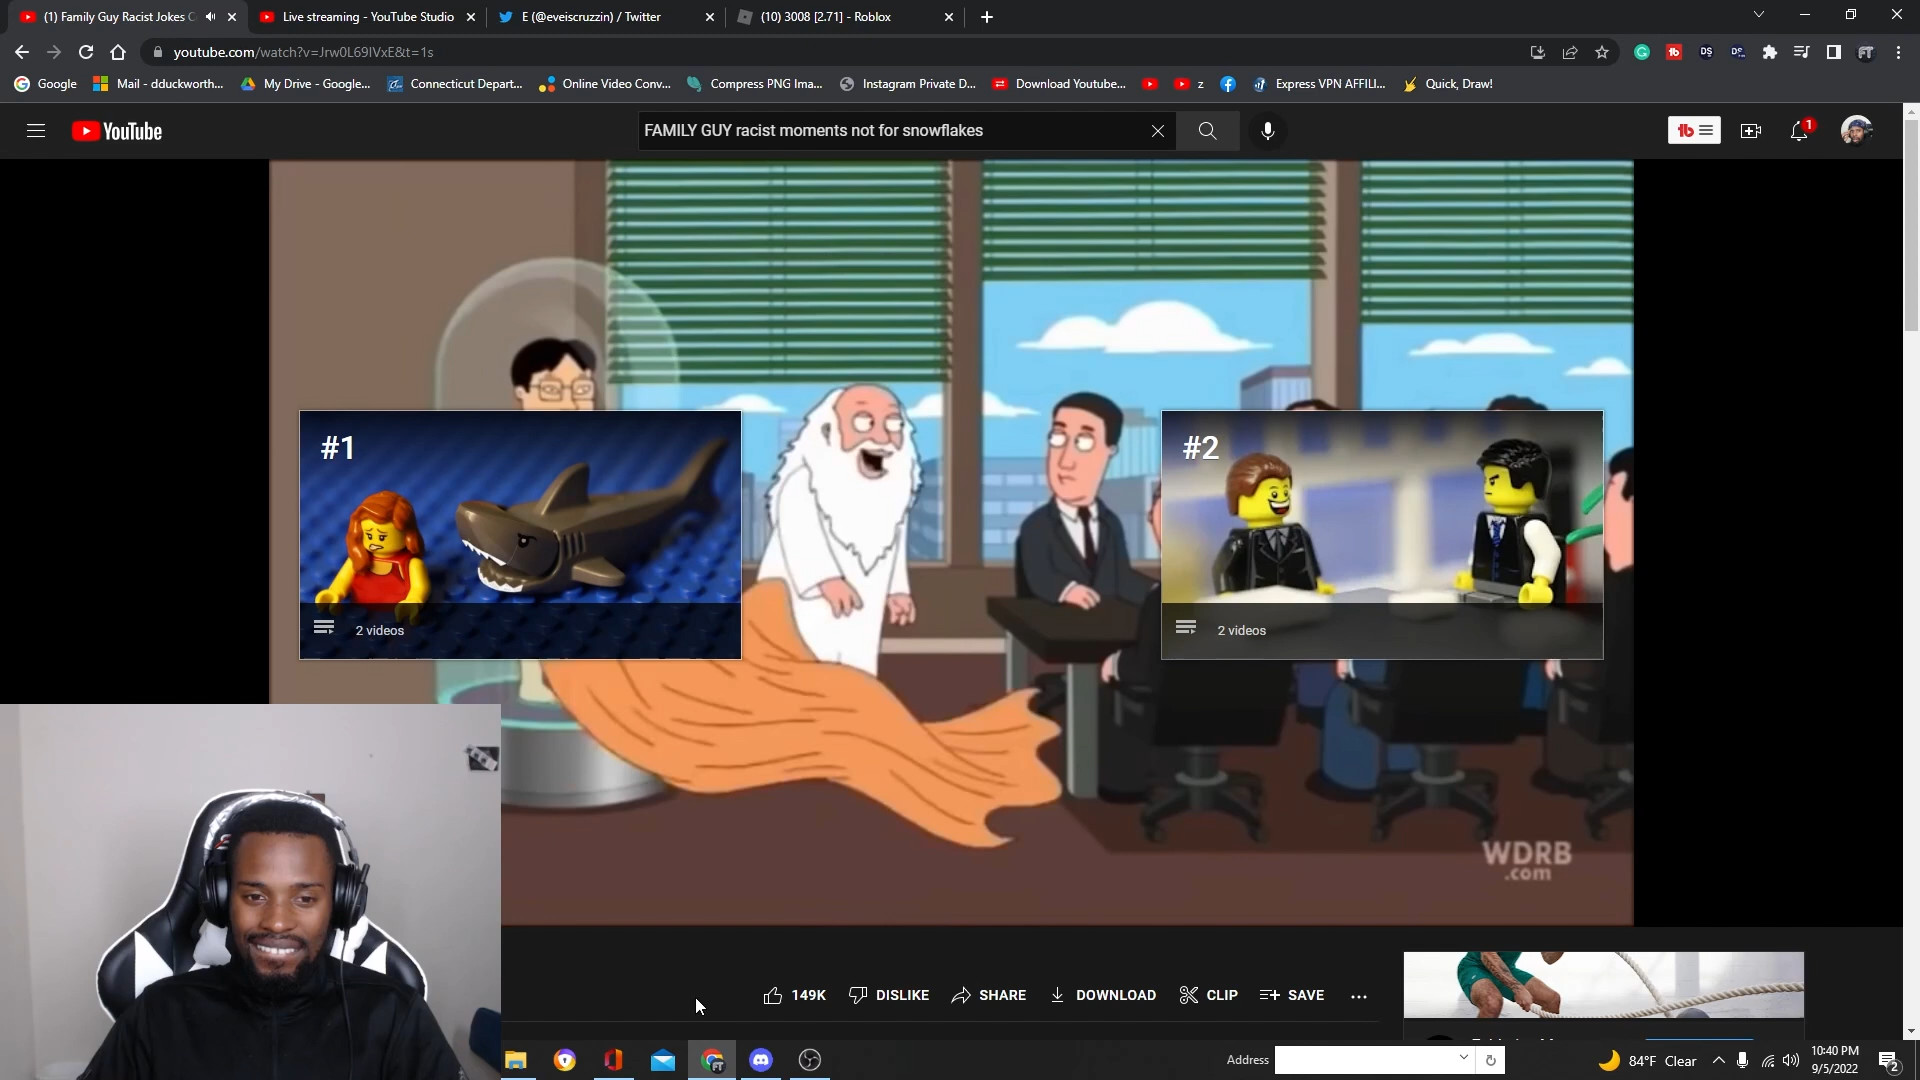 (1) Family Guy Racist Jokes C
Live streaming - YouTube Studio
E (@eveiscruzzin) / Twitter
(10) 3008 [2.71] - Roblox
youtube.com/watch?v=Jrw0L69IVxE&t=1s
Google
Mail - dduckworth...
My Drive - Google...
Connecticut Depart...
Online Video Conv...
Compress PNG Ima...
Instagram Private D...
Download Youtube...
z
Express VPN AFFILI...
Quick, Draw!
YouTube
FAMILY GUY racist moments not for snowflakes
1
#1
2 videos
#2
2 videos
WDRB
.com
149K
DISLIKE
SHARE
DOWNLOAD
CLIP
SAVE
Address
84°F Clear
10:40 PM
9/5/2022
2